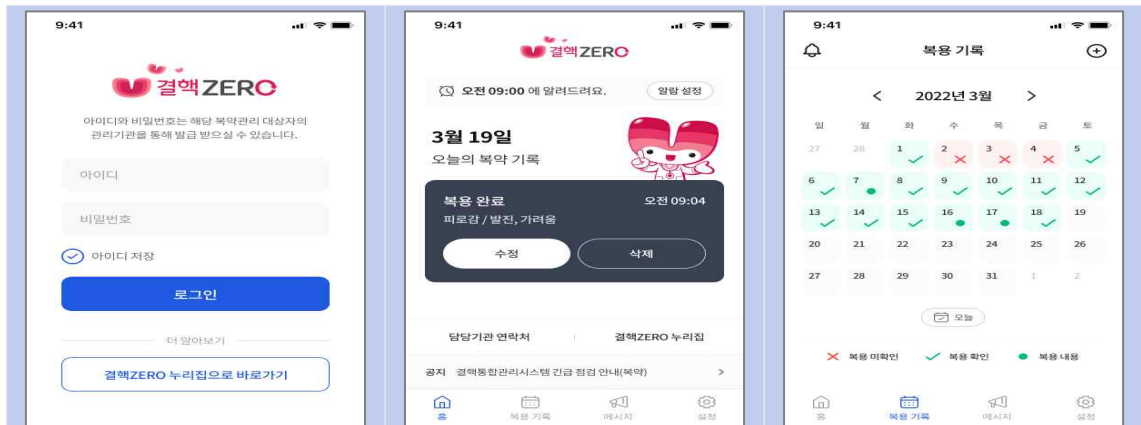 9:41
결핵ZERO
아이디와 비밀번호는 해당 복약관리 대상자의
관리기관을 통해 발급 받으실 수 있습니다.
아이디
비밀번호
아이디 저장
로그인
더 알아보기
결핵ZERO 누리집으로 바로가기
9:41
결핵ZERO
오전 09:00 에 알려드려요.
알람 설정
3월 19일
오늘의 복약 기록
복용 완료 오전 09:04
피로감 / 발진, 가려움
수정 삭제
담당기관 연락처 결핵ZERO 누리집
공지 결핵통합관리시스템 긴급 점검 안내(복약) >
홈 복용 기록 메시지 설정
9:41
복용 기록
< 2022년 3월 >
일 월 화 수 목 금 토
27 28 1 2 3 4 5
6 7 8 9 10 11 12
13 14 15 16 17 18 19
20 21 22 23 24 25 26
27 28 29 30 31 1 2
오늘
복용 미확인 복용 확인 복용 내용
홈 복용 기록 메시지 설정